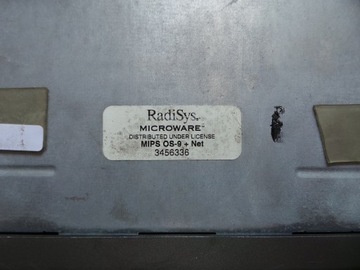 RadiSys.
MICROWARE™
DISTRIBUTED UNDER LICENSE
MIPS OS-9 + Net
3456336